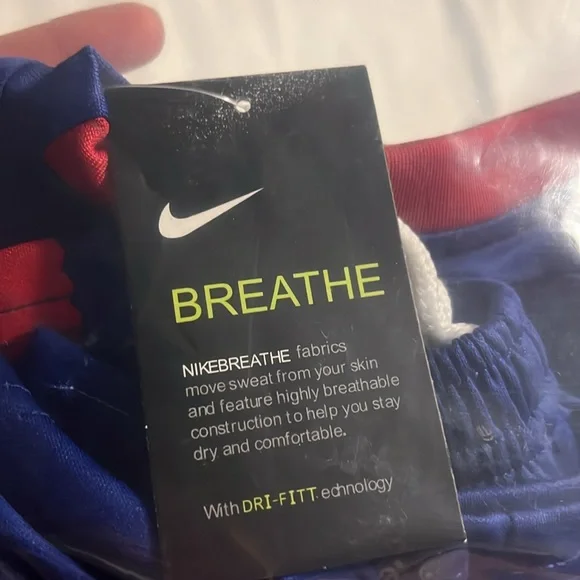 BREATHE
NIKEBREATHE fabrics
move sweat from your skin
and feature highly breathable
construction to help you stay
dry and comfortable.
With DRI-FITT echnology